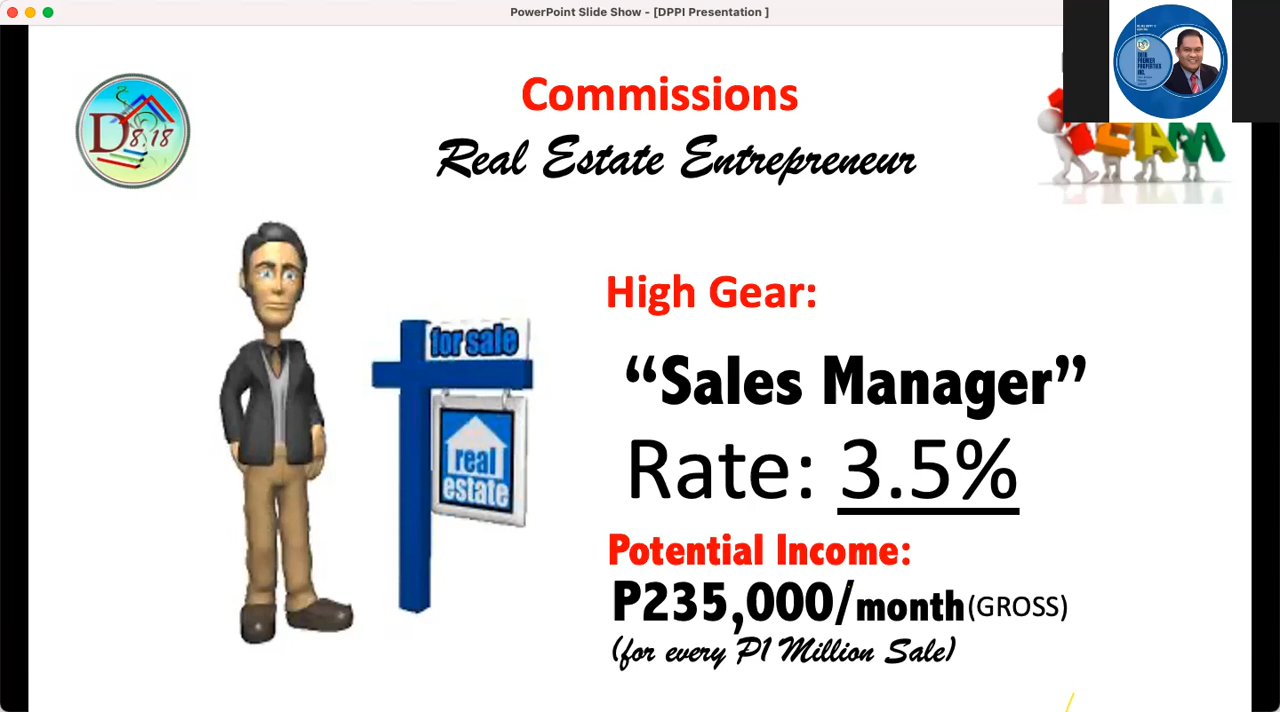 PowerPoint Slide Show - [DPPI Presentation ]
D8.18
Commissions
Real Estate Entrepreneur
TEAM
for sale
real
estate
High Gear:
“Sales Manager”
Rate: 3.5%
Potential Income:
P235,000/month(GROSS)
(for every P1 Million Sale)